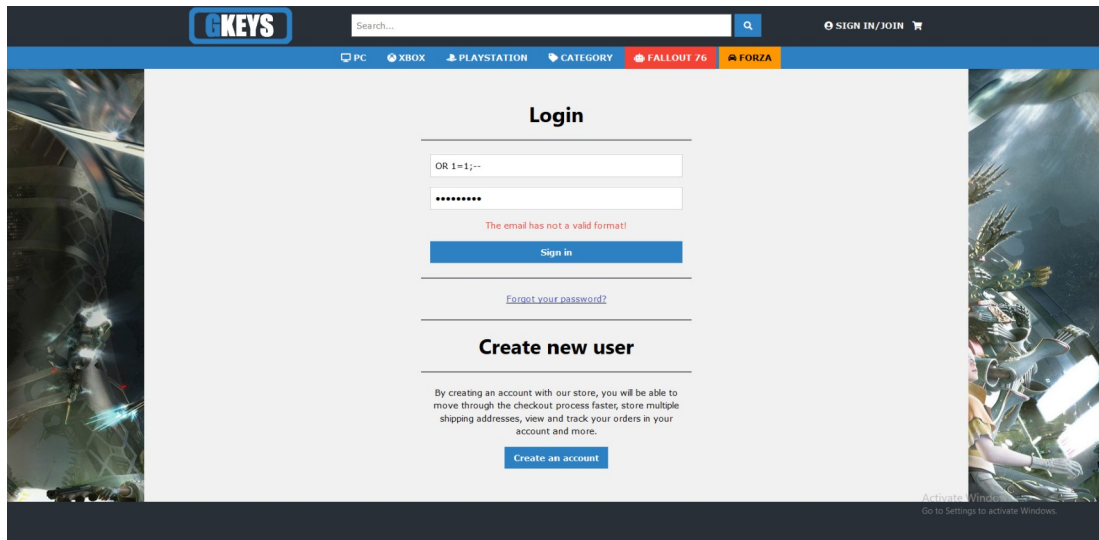 GKEYS
Search...
SIGN IN/JOIN
PC XBOX PLAYSTATION CATEGORY FALLOUT 76 FORZA
Login
OR 1=1;--
•••••••••
The email has not a valid format!
Sign in
Forgot your password?
Create new user
By creating an account with our store, you will be able to
move through the checkout process faster, store multiple
shipping addresses, view and track your orders in your
account and more.
Create an account
Activate Windows
Go to Settings to activate Windows.